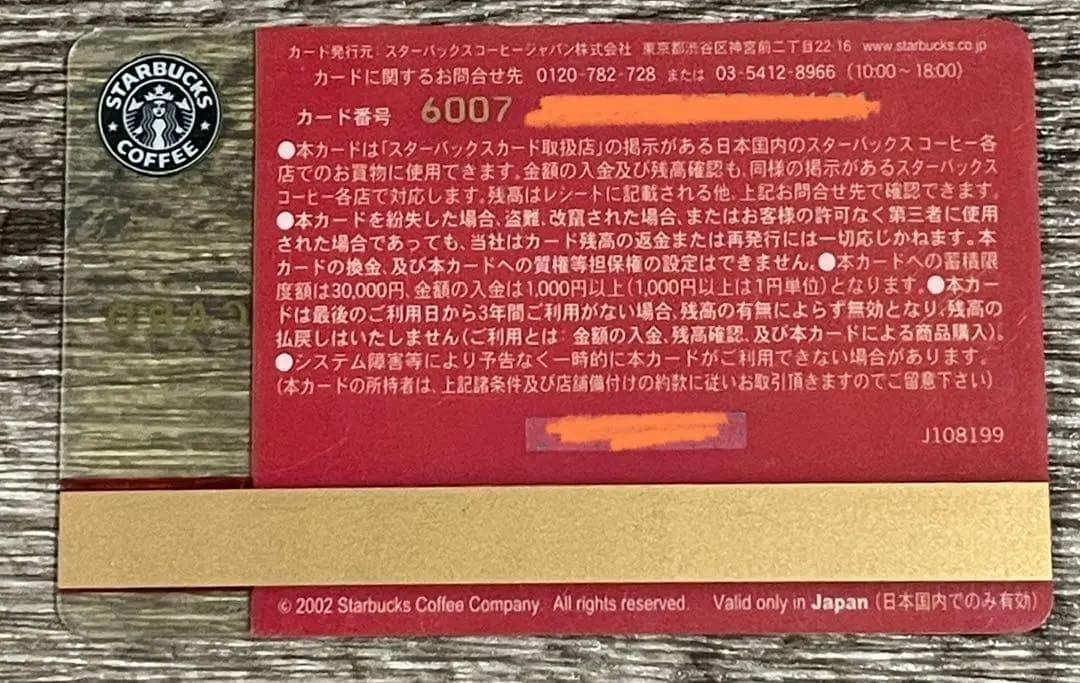 STARBUCKS COFFEE
カード発行元：スターバックスコーヒージャパン株式会社 東京都渋谷区神宮前二丁目22-16 www.starbucks.co.jp
カードに関するお問合せ先 0120-782-728 または 03-5412-8966（10:00～18:00）
カード番号 6007
●本カードは「スターバックスカード取扱店」の掲示がある日本国内のスターバックス コーヒー各
店でのお買物に使用できます。金額の入金及び残高確認も、同様の掲示があるスターバックス
コーヒー各店で対応します。残高はレシートに記載される他、上記お問合せ先で確認できます。
●本カードを紛失した場合、盗難、改竄された場合、またはお客様の許可なく第三者に使用
された場合であっても、当社はカード残高の返金または再発行には一切応じかねます。本
カードの換金、及び本カードへの質権等担保権の設定はできません。●本カードへの蓄積限
度額は30,000円、金額の入金は1,000円以上（1,000円以上は1円単位）となります。●本カー
ドは最後のご利用日から3年間ご利用がない場合、残高の有無によらず無効となり、残高の
払戻しはいたしません（ご利用とは：金額の入金、残高確認、及び本カードによる商品購入）。
●システム障害等により予告なく一時的に本カードがご利用できない場合があります。
（本カードの所持者は、上記諸条件及び店舗備付けの約款に従いお取引頂きますのでご留意下さい）
J108199
© 2002 Starbucks Coffee Company. All rights reserved. Valid only in Japan（日本国内でのみ有効）